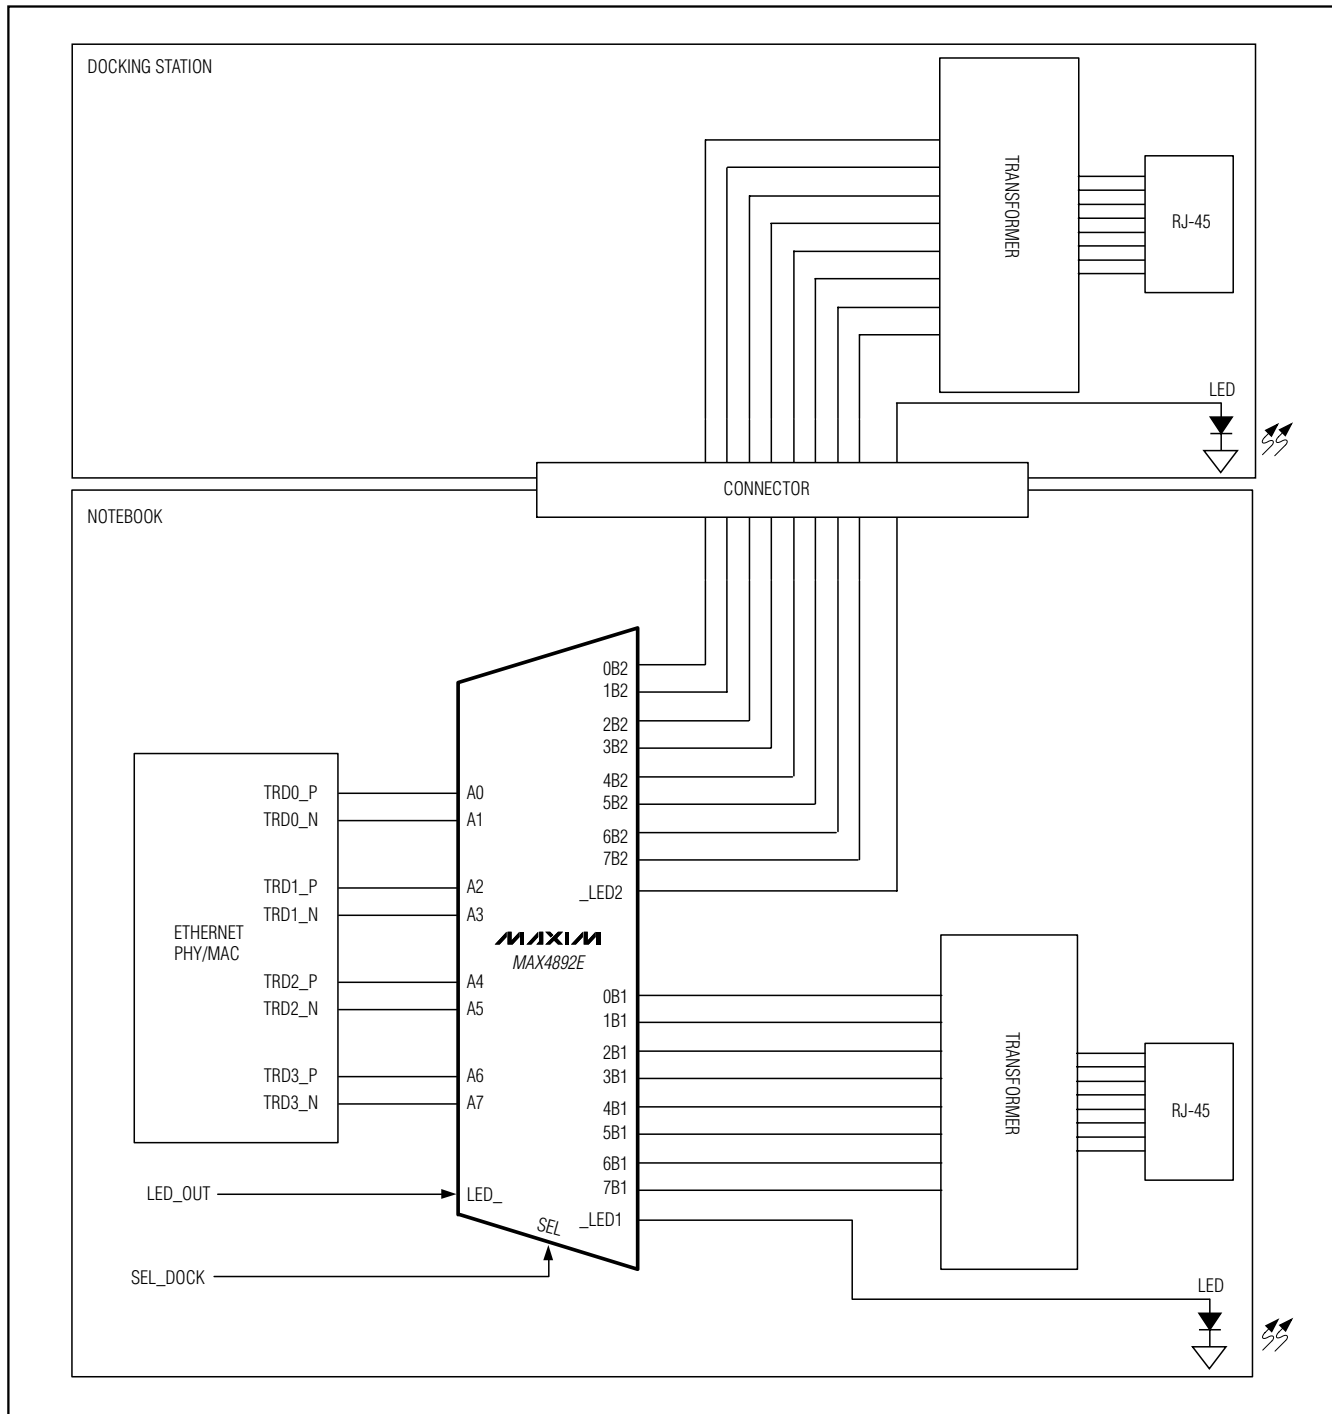 DOCKING STATION
TRANSFORMER
RJ-45
LED
CONNECTOR
NOTEBOOK
0B2
1B2
2B2
3B2
4B2
5B2
6B2
7B2
_LED2
TRD0_P
TRD0_N
TRD1_P
TRD1_N
TRD2_P
TRD2_N
TRD3_P
TRD3_N
ETHERNET
PHY/MAC
A0
A1
A2
A3
A4
A5
A6
A7
MAXIM
MAX4892E
0B1
1B1
2B1
3B1
4B1
5B1
6B1
7B1
_LED1
TRANSFORMER
RJ-45
LED_OUT
LED_
SEL
SEL_DOCK
LED